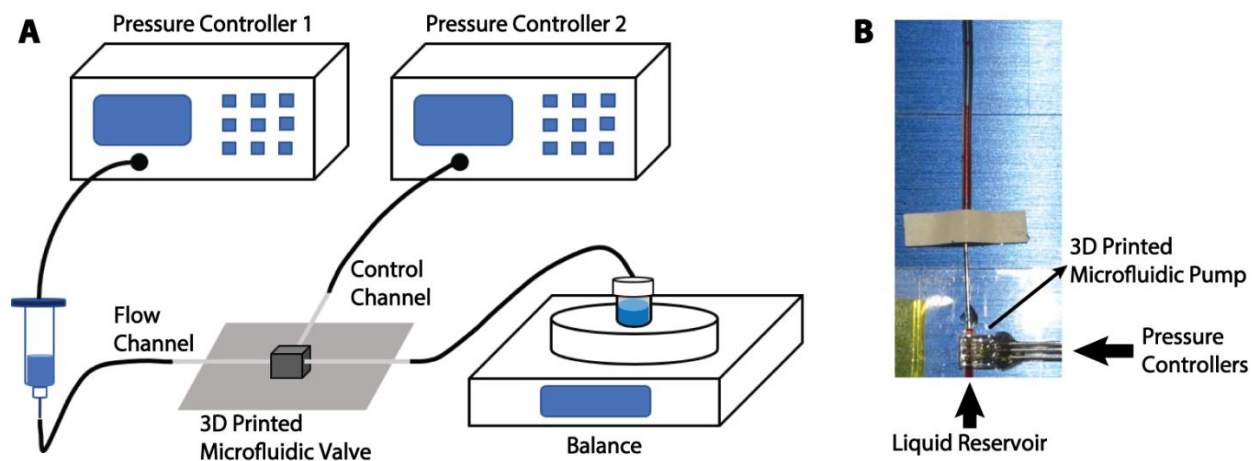 A
Pressure Controller 1
Pressure Controller 2
Control
Channel
Flow
Channel
3D Printed
Microfluidic Valve
Balance
B
3D Printed
Microfluidic Pump
Pressure
Controllers
Liquid Reservoir